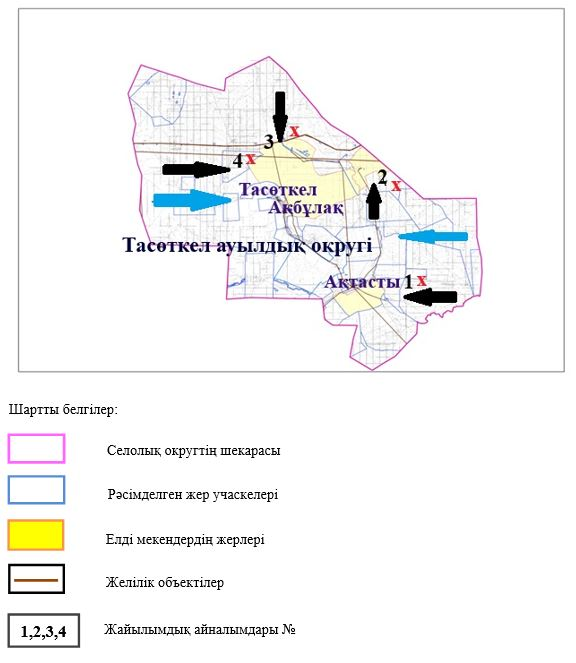 3 x
4 x
2 x
Тасөткел
Ақбұлақ
Тасөткел ауылдық округі
Ақтасты 1 x
Шартты белгілер:
Селолық округтің шекарасы
Рәсімделген жер учаскелері
Елді мекендердің жерлері
Желілік объектілер
1,2,3,4 Жайылымдық айналымдары №